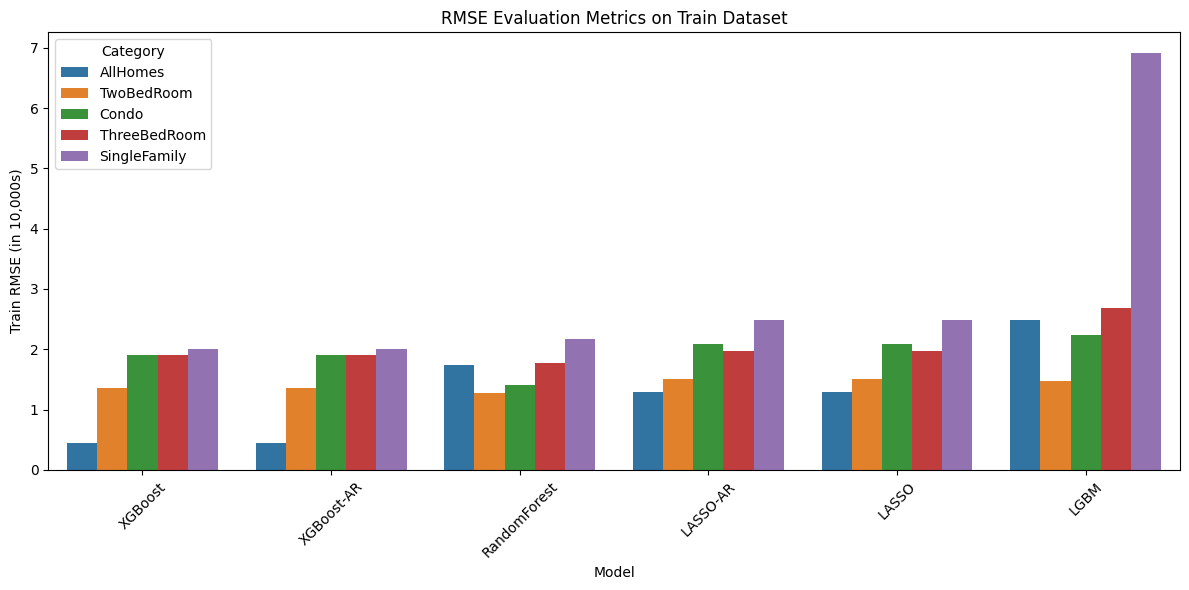 RMSE Evaluation Metrics on Train Dataset
Category
AllHomes
TwoBedRoom
Condo
ThreeBedRoom
SingleFamily
Train RMSE (in 10,000s)
7
6
5
4
3
2
1
0
XGBoost
XGBoost-AR
RandomForest
LASSO-AR
LASSO
LGBM
Model